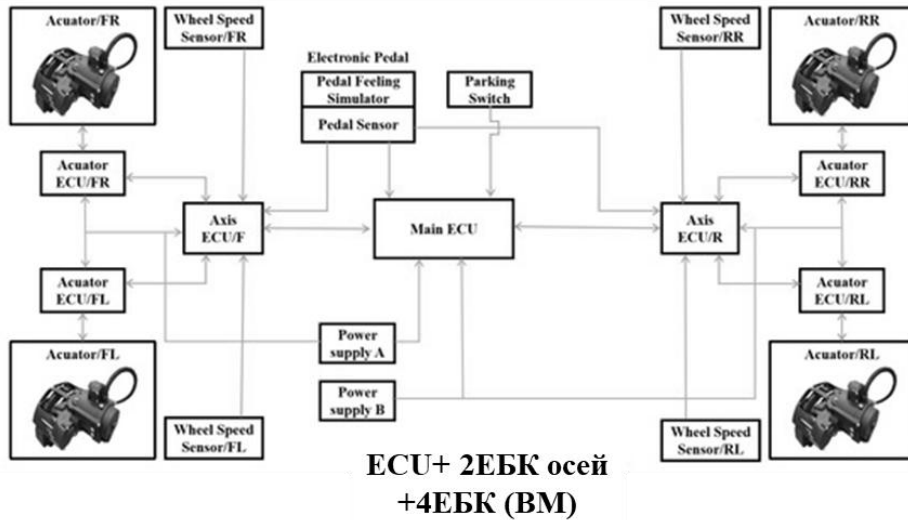 Acuator/FR
Wheel Speed
Sensor/FR
Electronic Pedal
Pedal Feeling
Simulator
Pedal Sensor
Parking
Switch
Wheel Speed
Sensor/RR
Acuator/RR
Acuator
ECU/FR
Axis
ECU/F
Main ECU
Axis
ECU/R
Acuator
ECU/RR
Acuator
ECU/FL
Acuator
ECU/RL
Acuator/FL
Power
supply A
Power
supply B
Acuator/RL
Wheel Speed
Sensor/FL
Wheel Speed
Sensor/RL
ECU+ 2ЕБК осей
+4ЕБК (ВМ)